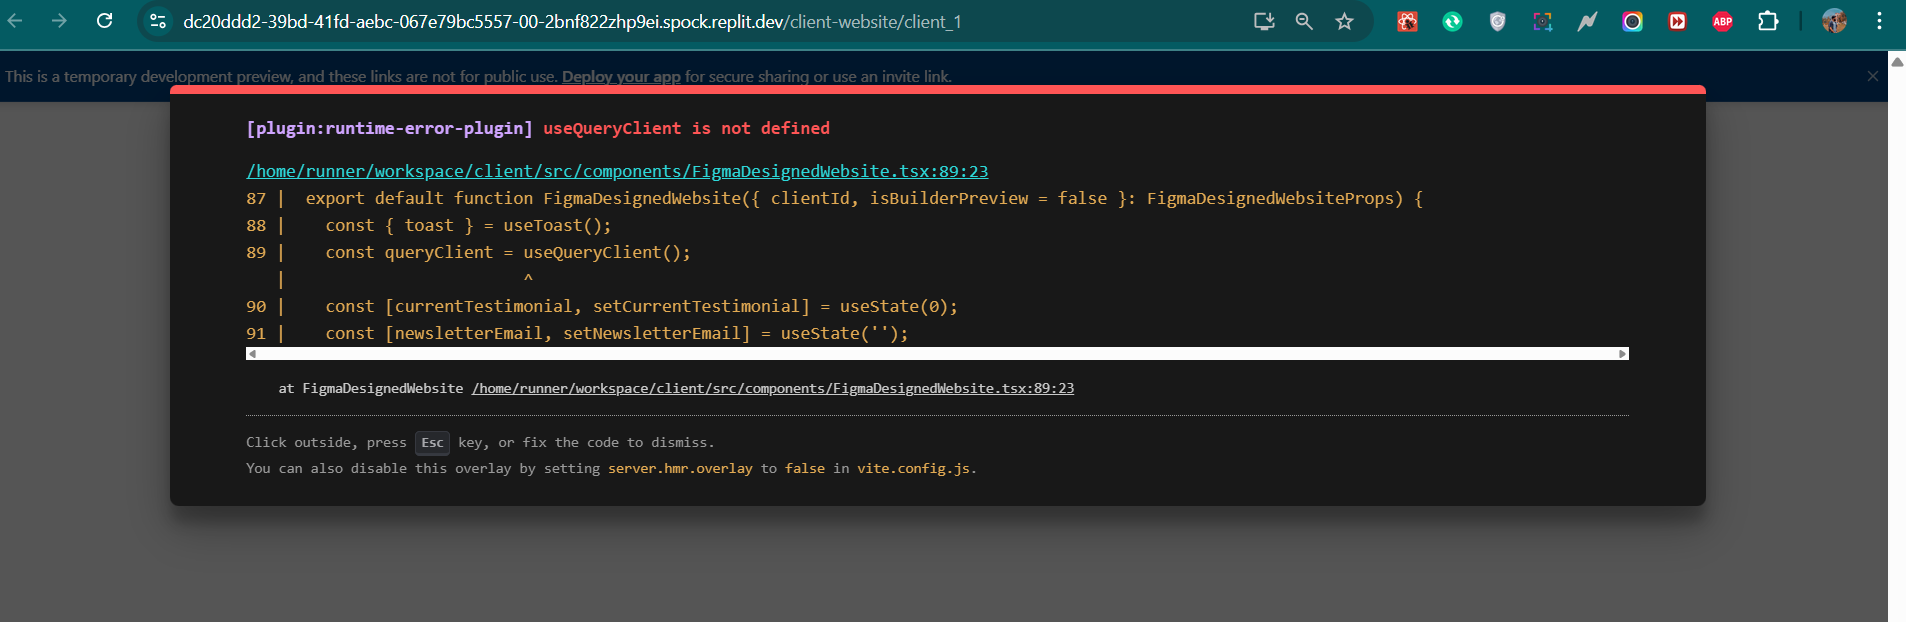 dc20ddd2-39bd-41fd-aebc-067e79bc5557-00-2bnf822zhp9ei.spock.replit.dev/client-website/client_1
ABP
This is a temporary development preview, and these links are not for public use. Deploy your app for secure sharing or use an invite link.
[plugin:runtime-error-plugin] useQueryClient is not defined
/home/runner/workspace/client/src/components/FigmaDesignedWebsite.tsx:89:23
87 |  export default function FigmaDesignedWebsite({ clientId, isBuilderPreview = false }: FigmaDesignedWebsiteProps) {
88 |    const { toast } = useToast();
89 |    const queryClient = useQueryClient();
   |                        ^
90 |    const [currentTestimonial, setCurrentTestimonial] = useState(0);
91 |    const [newsletterEmail, setNewsletterEmail] = useState('');
at FigmaDesignedWebsite /home/runner/workspace/client/src/components/FigmaDesignedWebsite.tsx:89:23
Click outside, press Esc key, or fix the code to dismiss.
You can also disable this overlay by setting server.hmr.overlay to false in vite.config.js.